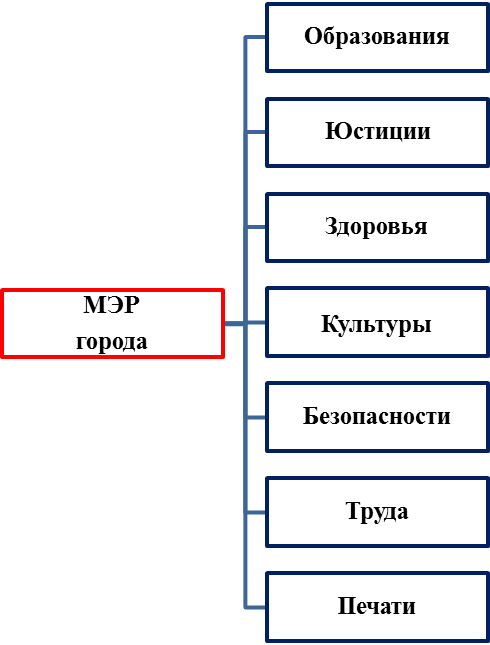 Образования
Юстиции
Здоровья
МЭР
города
Культуры
Безопасности
Труда
Печати